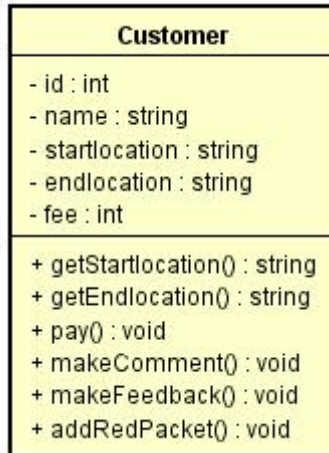 Customer
- id : int
- name : string
- startlocation : string
- endlocation : string
- fee : int
+ getStartlocation() : string
+ getEndlocation() : string
+ pay() : void
+ makeComment() : void
+ makeFeedback() : void
+ addRedPacket() : void